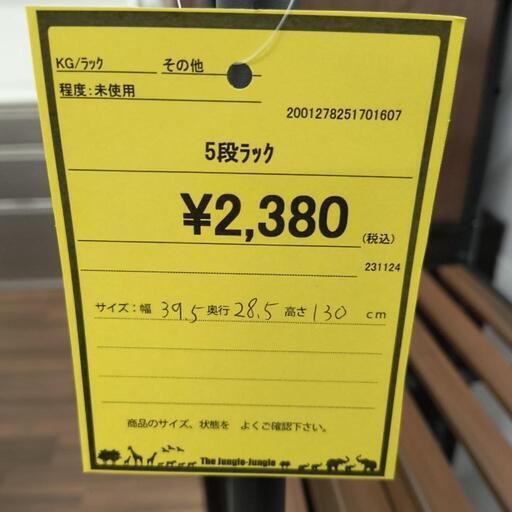 KG/ラック その他
程度:未使用
2001278251701607
5段ラック
¥2,380
(税込)
231124
サイズ:幅 39.5 奥行 28.5 高さ 130 cm
商品のサイズ、状態を よくご確認下さい。
The Jungle-Jungle